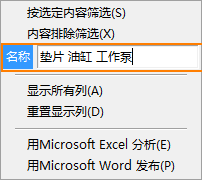 按选定内容筛选(S)
内容排除筛选(X)
名称 垫片 油缸 工作泵
显示所有列(A)
重置显示列(D)
用Microsoft Excel 分析(E)
用Microsoft Word 发布(P)